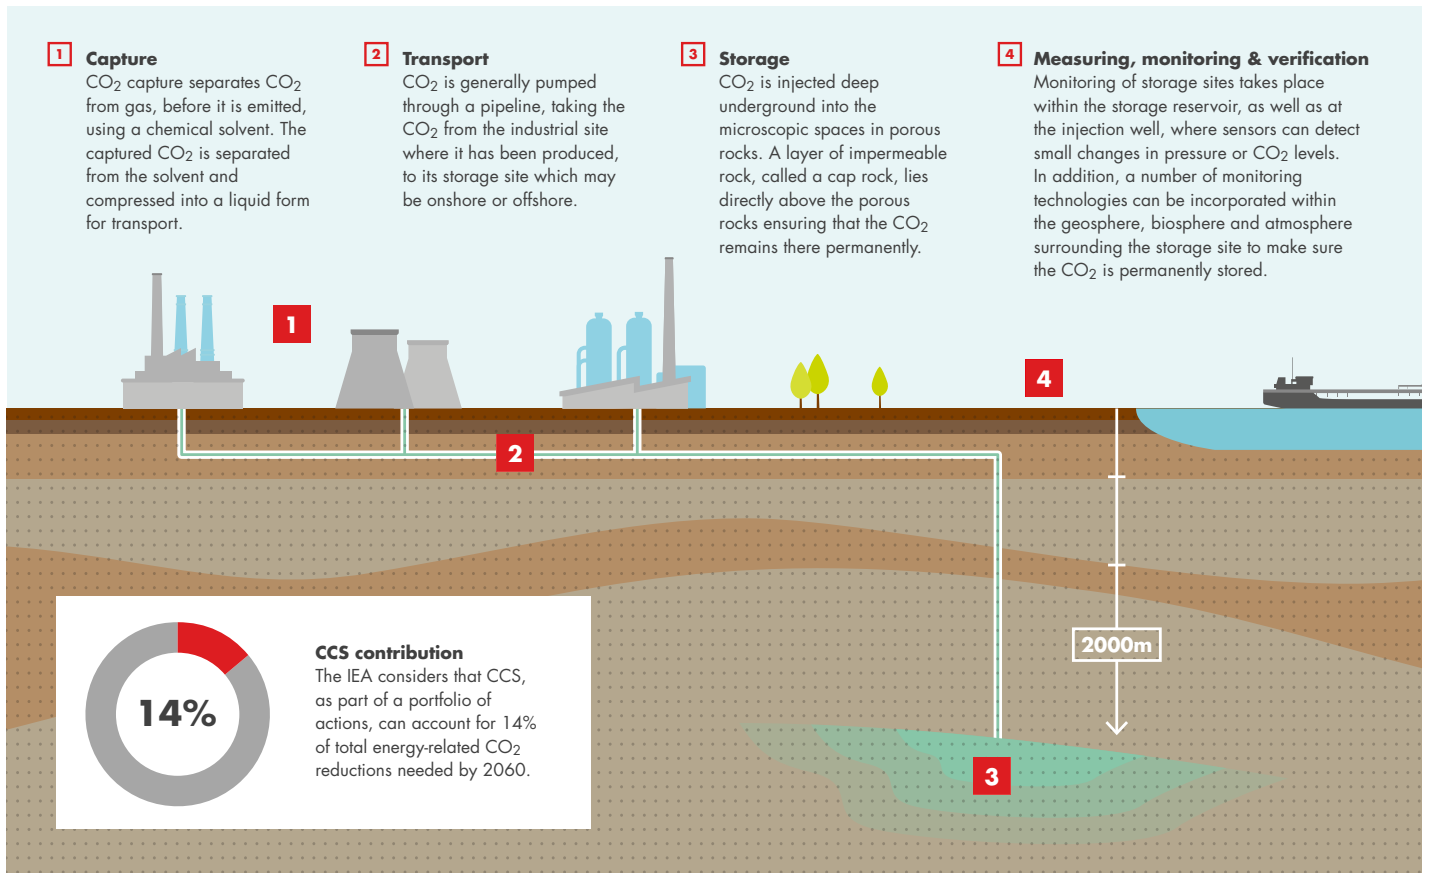 1 Capture
CO2 capture separates CO2
from gas, before it is emitted,
using a chemical solvent. The
captured CO2 is separated
from the solvent and
compressed into a liquid form
for transport.
2 Transport
CO2 is generally pumped
through a pipeline, taking the
CO2 from the industrial site
where it has been produced,
to its storage site which may
be onshore or offshore.
3 Storage
CO2 is injected deep
underground into the
microscopic spaces in porous
rocks. A layer of impermeable
rock, called a cap rock, lies
directly above the porous
rocks ensuring that the CO2
remains there permanently.
4 Measuring, monitoring & verification
Monitoring of storage sites takes place
within the storage reservoir, as well as at
the injection well, where sensors can detect
small changes in pressure or CO2 levels.
In addition, a number of monitoring
technologies can be incorporated within
the geosphere, biosphere and atmosphere
surrounding the storage site to make sure
the CO2 is permanently stored.
1
4
2
2000m
3
14%
CCS contribution
The IEA considers that CCS,
as part of a portfolio of
actions, can account for 14%
of total energy-related CO2
reductions needed by 2060.